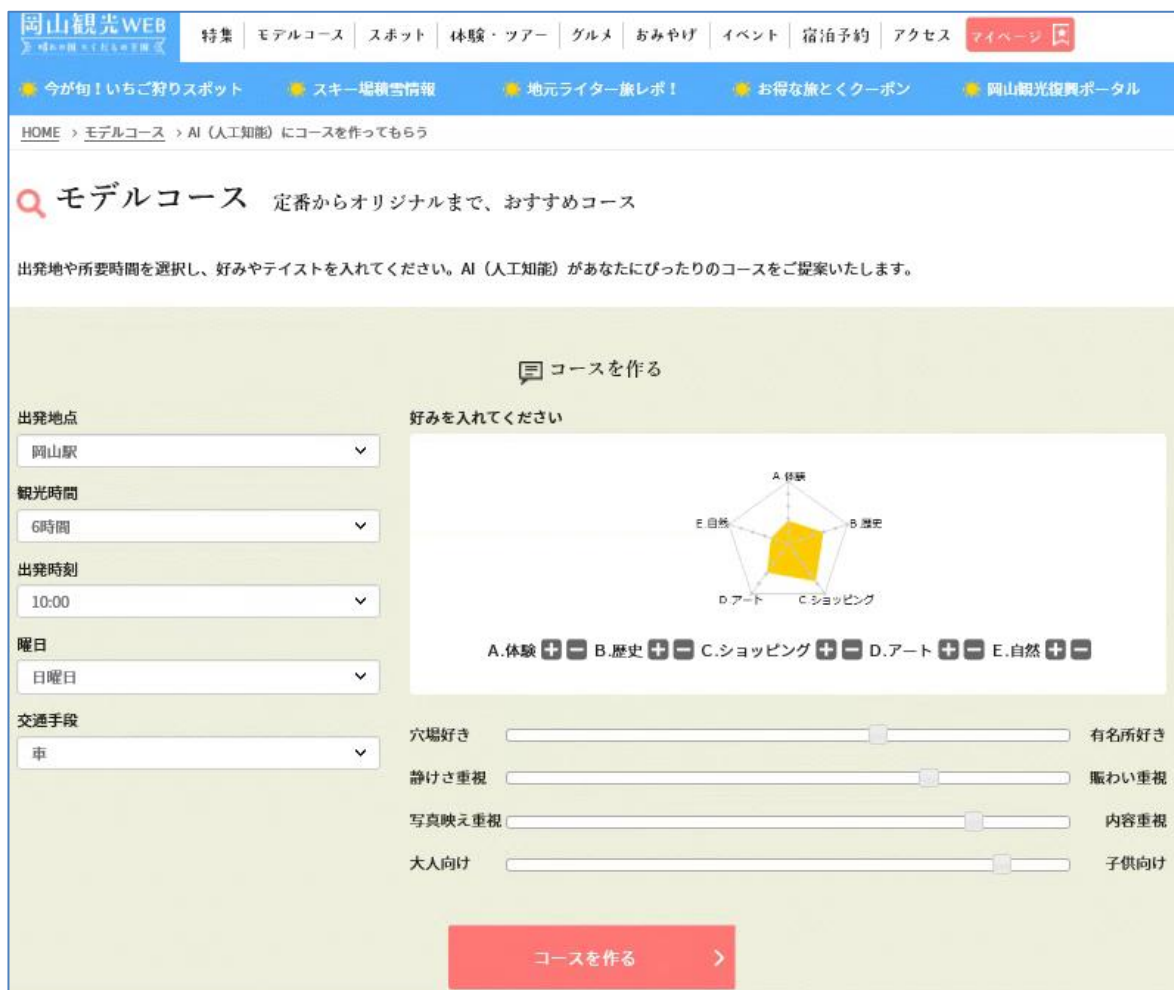 岡山観光WEB
晴れの国 おかやま くだもの王国
特集 モデルコース スポット 体験・ツアー グルメ おみやげ イベント 宿泊予約 アクセス マイページ
今が旬！いちご狩りスポット スキー場積雪情報 地元ライター旅レポ！ お得な旅とくクーポン 岡山観光復興ポータル
HOME > モデルコース > AI（人工知能）にコースを作ってもらう
モデルコース 定番からオリジナルまで、おすすめコース
出発地や所要時間を選択し、好みやテイストを入れてください。AI（人工知能）があなたにぴったりのコースをご提案いたします。
コースを作る
出発地点
岡山駅
観光時間
6時間
出発時刻
10:00
曜日
日曜日
交通手段
車
好みを入れてください
A.体験
E.自然 B.歴史
D.アート C.ショッピング
A.体験 B.歴史 C.ショッピング D.アート E.自然
穴場好き 有名所好き
静けさ重視 賑わい重視
写真映え重視 内容重視
大人向け 子供向け
コースを作る